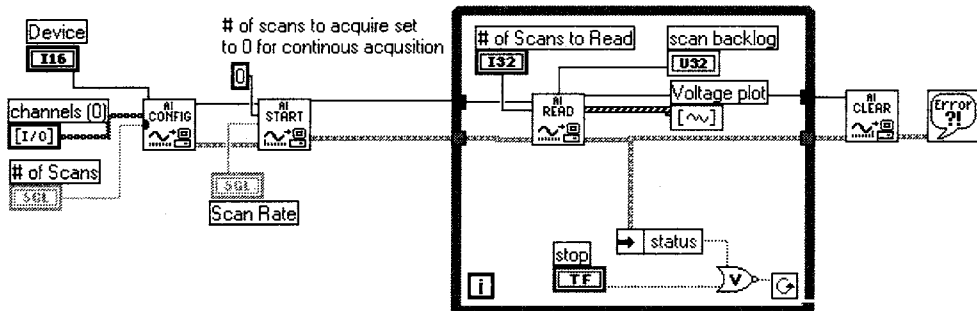 Device
I16
channels (0)
[I/O]
# of Scans
SGL
AI
CONFIG
# of scans to acquire set
to 0 for continous acqusition
0
AI
START
SGL
Scan Rate
# of Scans to Read
I32
scan backlog
U32
AI
READ
Voltage plot
status
stop
TF
V
i
AI
CLEAR
Error
?!